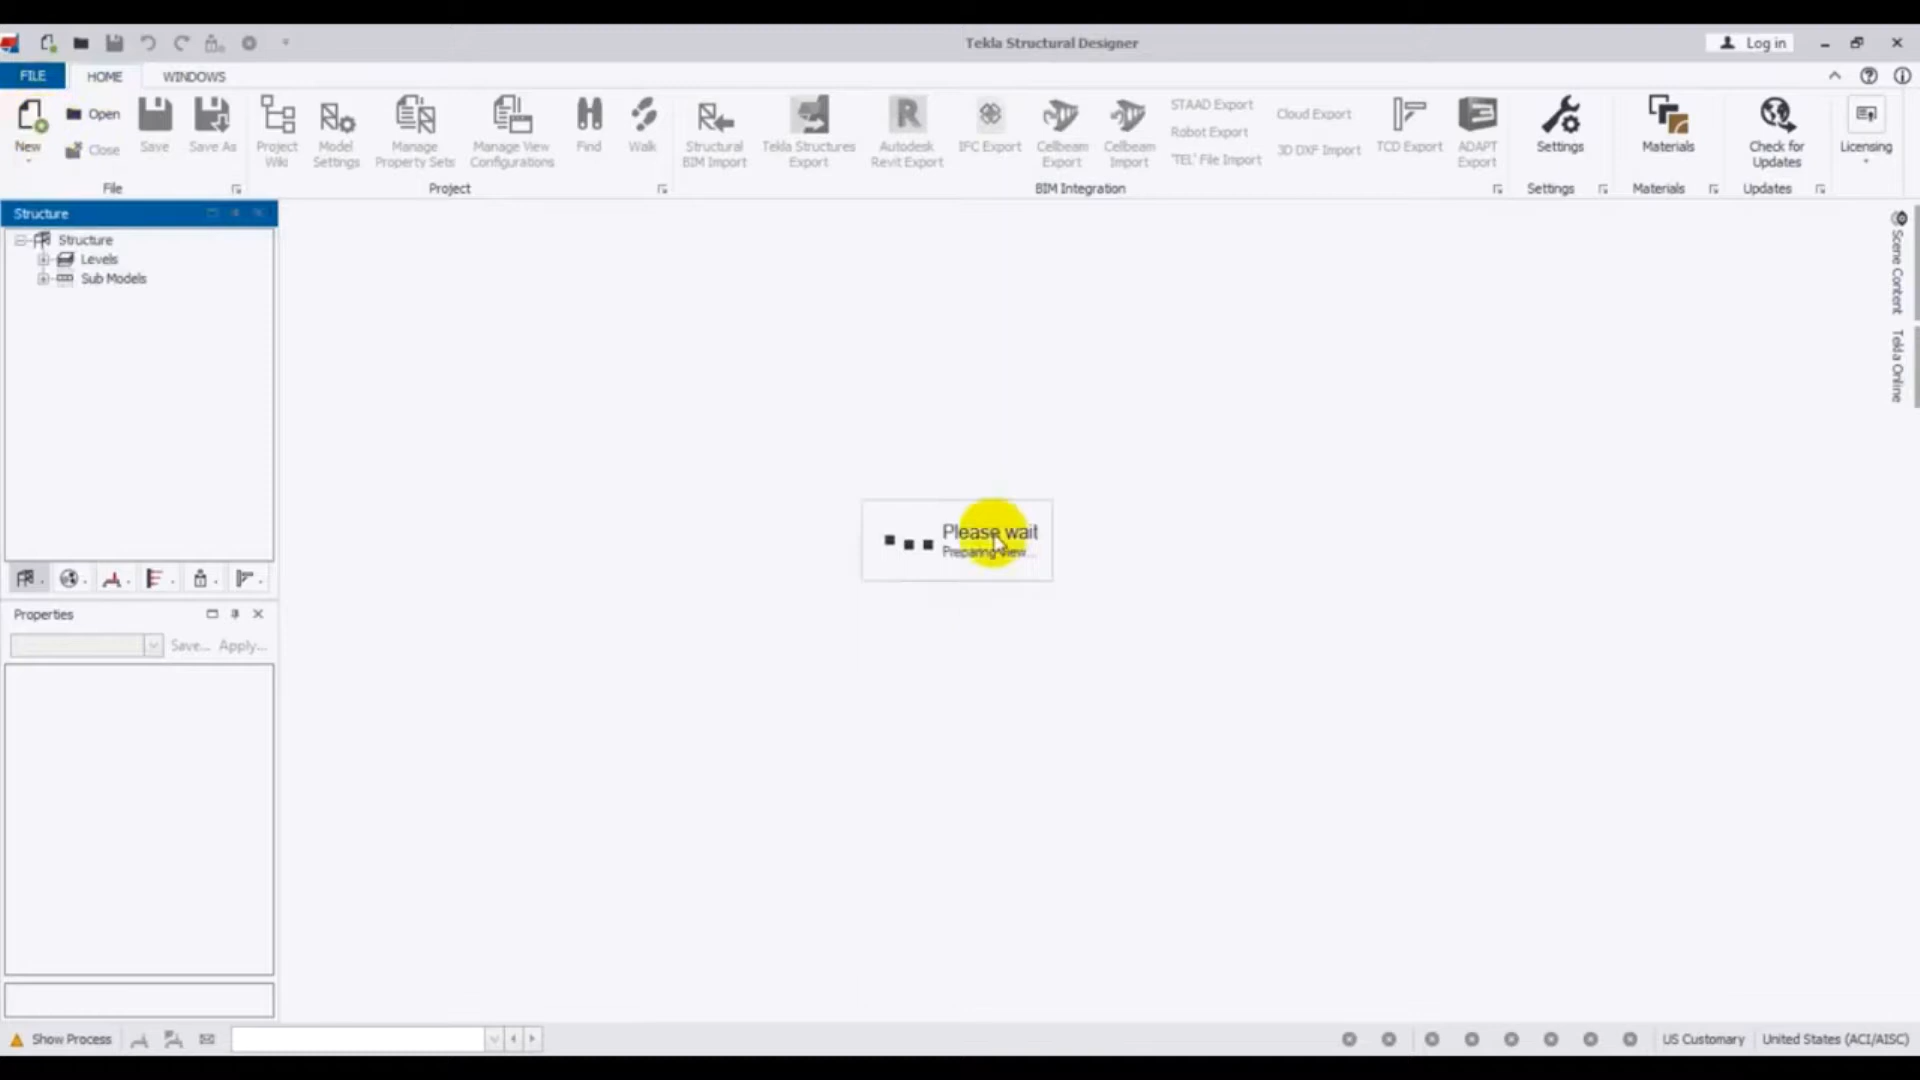 Tekla Structural Designer
Log in
FILE
HOME
WINDOWS
New
Open
Close
Save
Save As
File
Project Wiki
Model Settings
Manage Property Sets
Manage View Configurations
Find
Walk
Project
Structural BIM Import
Tekla Structures Export
Autodesk Revit Export
IFC Export
Cellbeam Export
Cellbeam Import
STAAD Export
Robot Export
'TEL' File Import
Cloud Export
3D DXF Import
TCD Export
ADAPT Export
BIM Integration
Settings
Settings
Materials
Materials
Check for Updates
Updates
Licensing
Structure
Structure
Levels
Sub Models
Scene Content
Tekla Online
Please wait
Preparing View...
Properties
Save...
Apply...
Show Process
US Customary
United States (ACI/AISC)